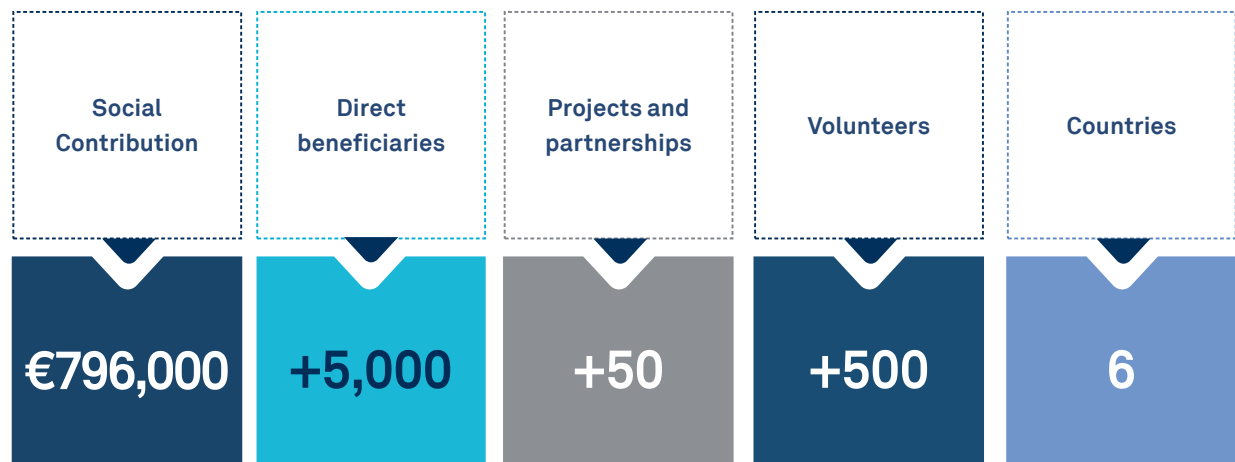 Social
Contribution
Direct
beneficiaries
Projects and
partnerships
Volunteers
Countries
€796,000
+5,000
+50
+500
6